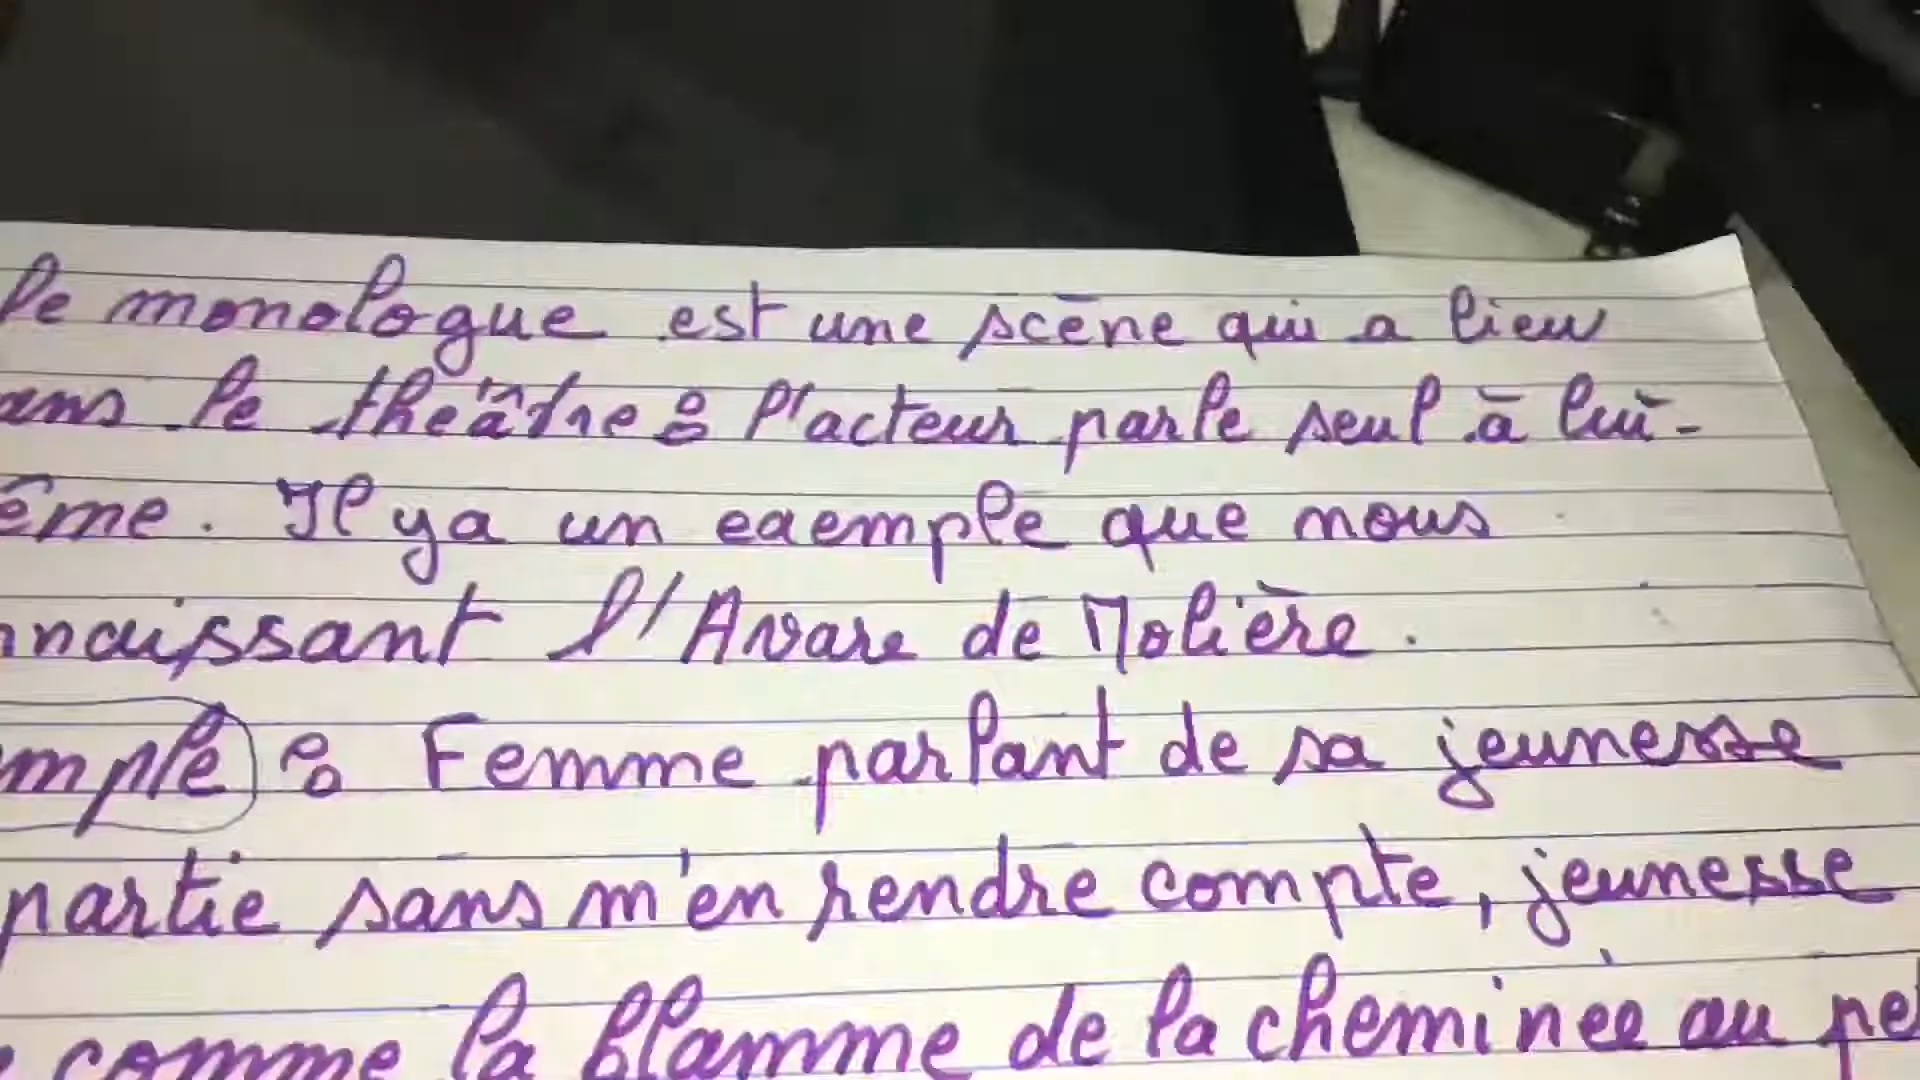 le monologue est une scène qui a lieu
ans le théâtre : l'acteur parle seul à lui-
ême. Il y a un eaemple que nous
nnaissant l'Avare de Molière.
mple : Femme parlant de sa jeunesse
partie sans m'en rendre compte, jeunesse
comme la flamme de la cheminée au pe